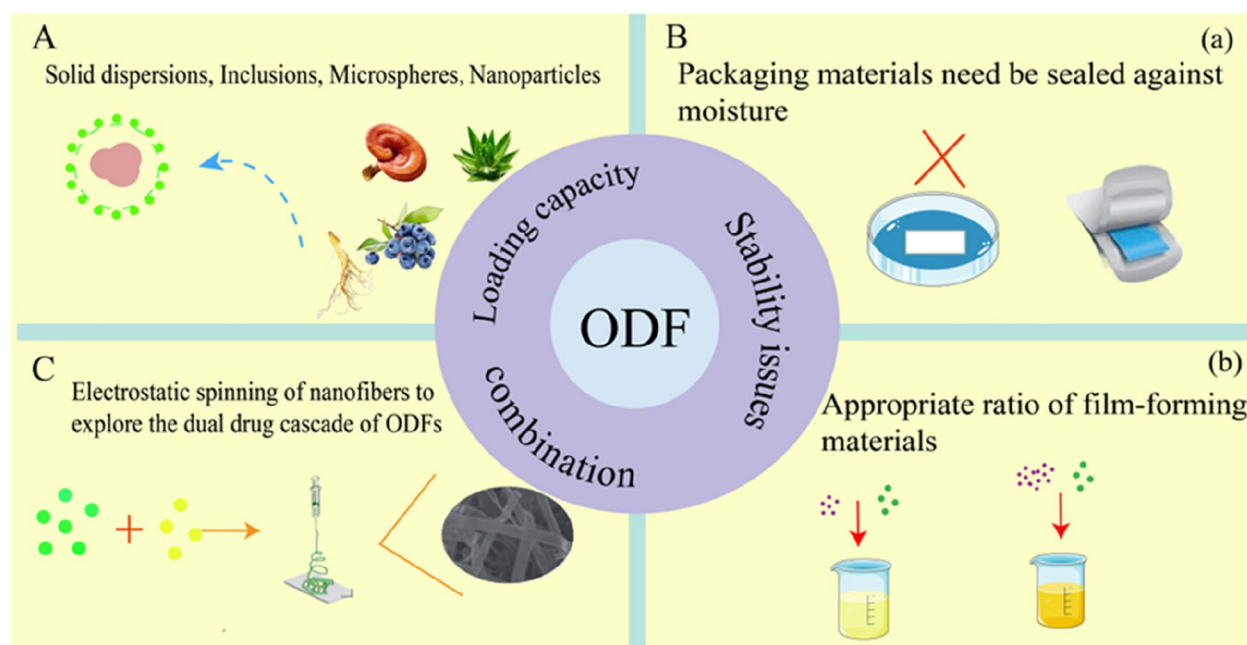 A
Solid dispersions, Inclusions, Microspheres, Nanoparticles
B
(a)
Packaging materials need be sealed against
moisture
Loading capacity
Stability issues
combination
ODF
C
Electrostatic spinning of nanofibers to
explore the dual drug cascade of ODFs
(b)
Appropriate ratio of film-forming
materials